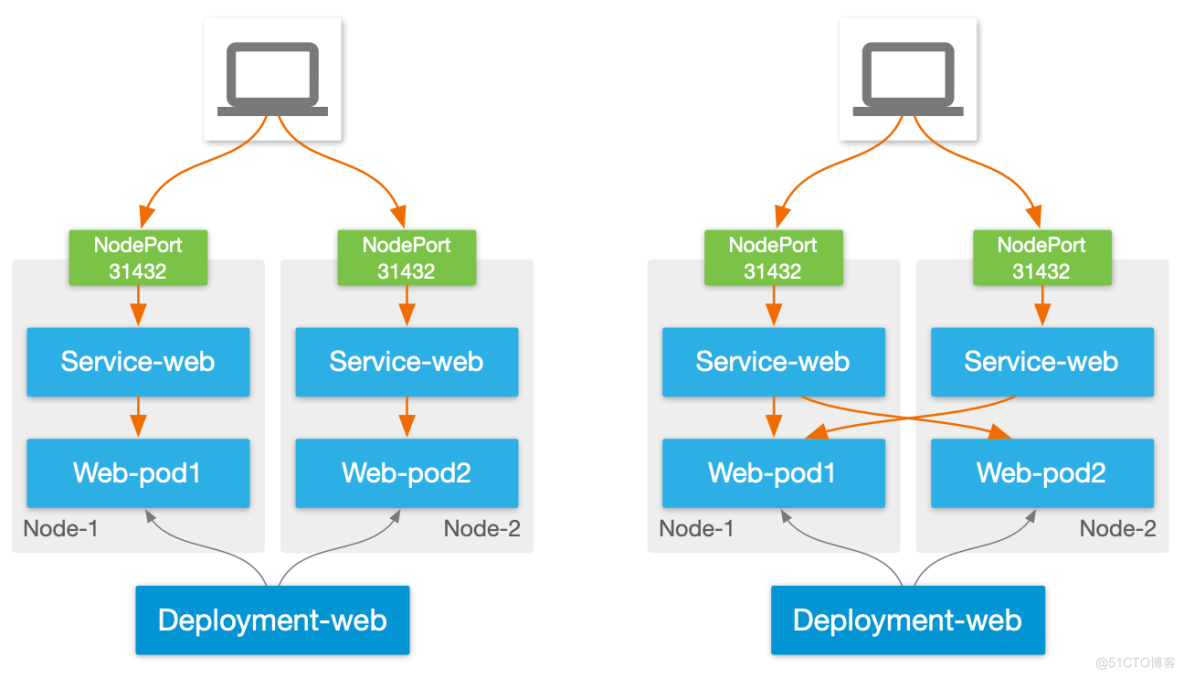 NodePort
31432
NodePort
31432
Service-web
Service-web
Web-pod1
Web-pod2
Node-1
Node-2
Deployment-web
NodePort
31432
NodePort
31432
Service-web
Service-web
Web-pod1
Web-pod2
Node-1
Node-2
Deployment-web
@51CTO博客